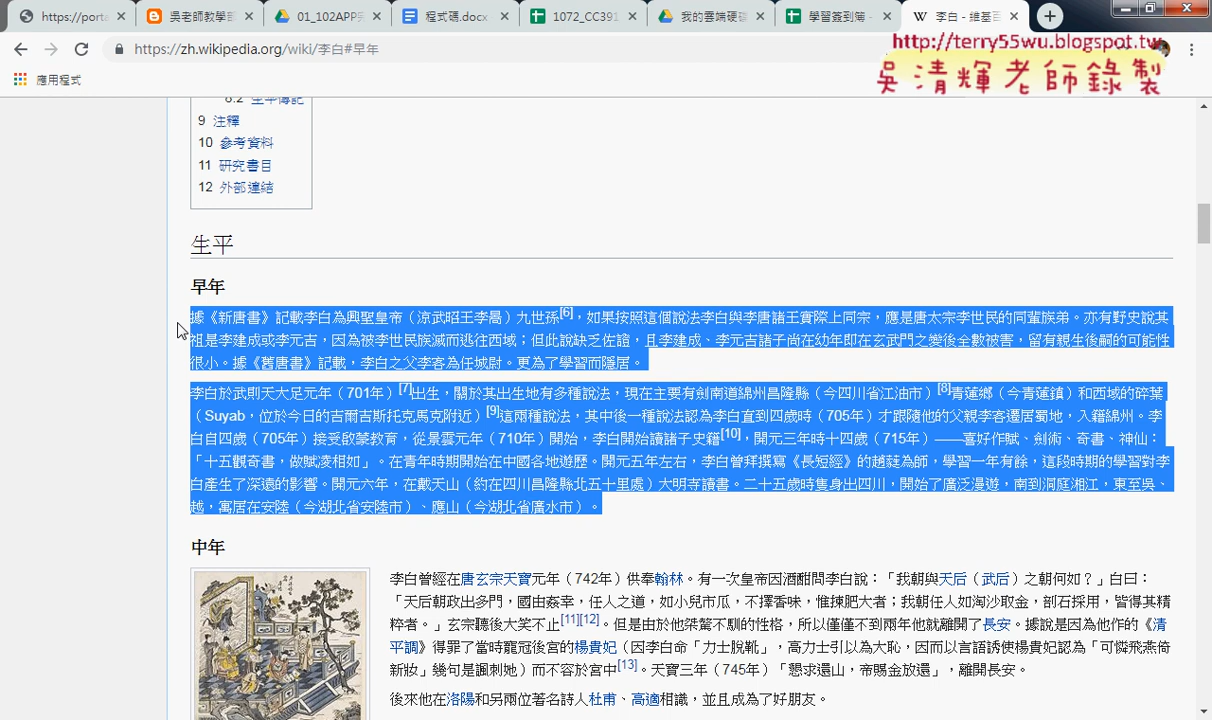 https://porte
吳老師教學部
01_102APP另
程式碼.docx
1072_CC391
我的雲端硬碟
學習簽到簿 -
李白 - 維基百
https://zh.wikipedia.org/wiki/李白#早年
http://terry55wu.blogspot.tw
吳清輝老師錄製
應用程式
8.2 生平傳記
9 注釋
10 參考資料
11 研究書目
12 外部連結
生平
早年
據《新唐書》記載李白為興聖皇帝（涼武昭王李暠）九世孫[6]，如果按照這個說法李白與李唐諸王實際上同宗，應是唐太宗李世民的同輩族弟。亦有野史說其
祖是李建成或李元吉，因為被李世民族滅而逃往西域；但此說缺乏佐證，且李建成、李元吉諸子尚在幼年即在玄武門之變後全數被害，留有親生後嗣的可能性
很小。據《舊唐書》記載，李白之父李客為任城尉。更為了學習而隱居。
李白於武則天大足元年（701年）[7]出生，關於其出生地有多種說法，現在主要有劍南道綿州昌隆縣（今四川省江油市）[8]青蓮鄉（今青蓮鎮）和西域的碎葉
（Suyab，位於今日的吉爾吉斯托克馬克附近）[9]這兩種說法，其中後一種說法認為李白直到四歲時（705年）才跟隨他的父親李客遷居蜀地，入籍綿州。李
白自四歲（705年）接受啟蒙教育，從景雲元年（710年）開始，李白開始讀諸子史籍[10]，開元三年時十四歲（715年）——喜好作賦、劍術、奇書、神仙：
「十五觀奇書，做賦凌相如」。在青年時期開始在中國各地遊歷。開元五年左右，李白曾拜撰寫《長短經》的趙蕤為師，學習一年有餘，這段時期的學習對李
白產生了深遠的影響。開元六年，在戴天山（約在四川昌隆縣北五十里處）大明寺讀書。二十五歲時隻身出四川，開始了廣泛漫遊，南到洞庭湘江，東至吳、
越，寓居在安陸（今湖北省安陸市）、應山（今湖北省廣水市）。
中年
李白曾經在唐玄宗天寶元年（742年）供奉翰林。有一次皇帝因酒酣問李白說：「我朝與天后（武后）之朝何如？」白曰：
「天后朝政出多門，國由姦幸，任人之道，如小兒市瓜，不擇香味，惟揀肥大者；我朝任人如淘沙取金，剖石採用，皆得其精
粹者。」玄宗聽後大笑不止[11][12]。但是由於他桀驁不馴的性格，所以僅僅不到兩年他就離開了長安。據說是因為他作的《清
平調》得罪了當時寵冠後宮的楊貴妃（因李白命「力士脫靴」，高力士引以為大恥，因而以言語誘使楊貴妃認為「可憐飛燕倚
新妝」幾句是諷刺她）而不容於宮中[13]。天寶三年（745年）「懇求還山，帝賜金放還」，離開長安。
後來他在洛陽和另兩位著名詩人杜甫、高適相識，並且成為了好朋友。